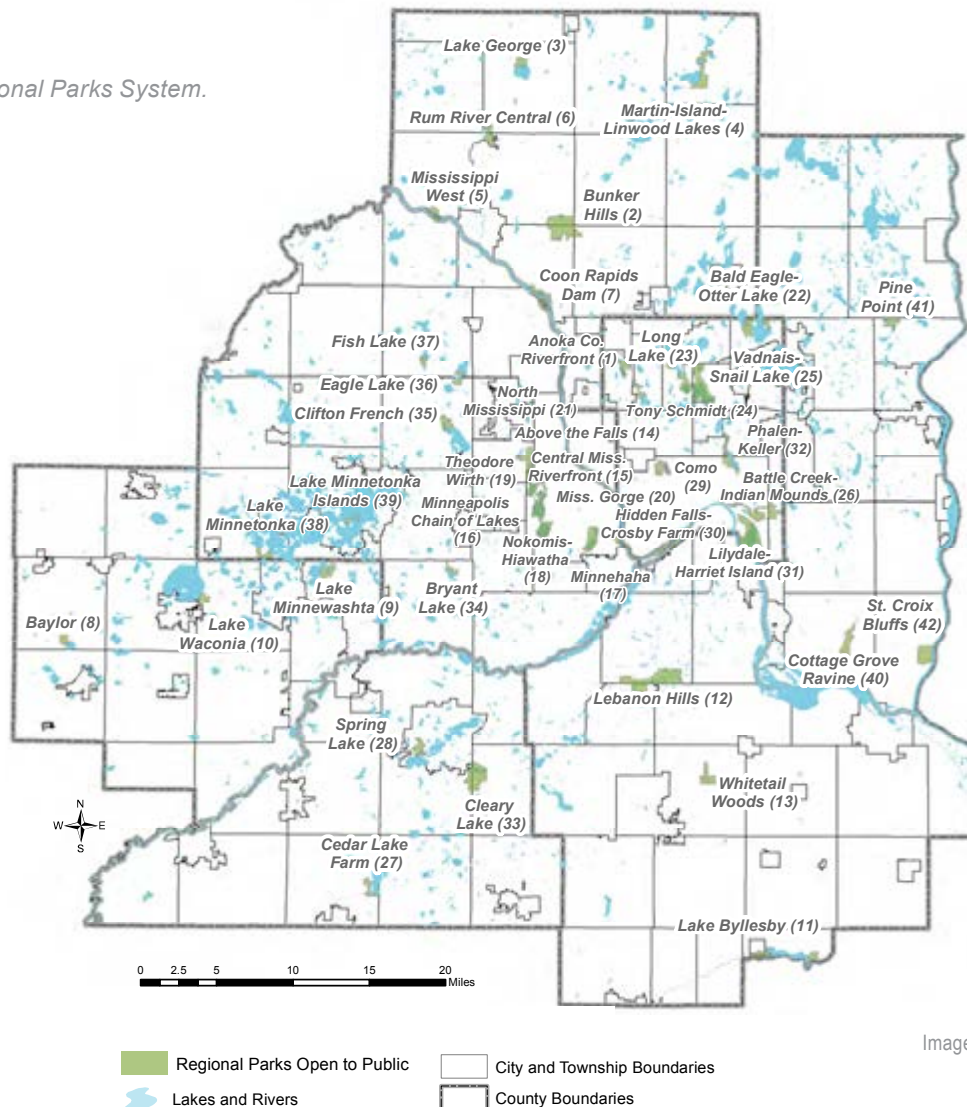 Lake George (3)
onal Parks System.
Rum River Central (6)
Martin-Island-
Linwood Lakes (4)
Mississippi
West (5)
Bunker
Hills (2)
Coon Rapids
Dam (7)
Bald Eagle-
Otter Lake (22)
Pine
Point (41)
Fish Lake (37)
Anoka Co.
Riverfront (1)
Long
Lake (23)
Vadnais-
Snail Lake (25)
Eagle Lake (36)
Clifton French (35)
North
Mississippi (21)
Tony Schmidt (24)
Above the Falls (14)
Phalen-
Keller (32)
Theodore
Wirth (19)
Central Miss.
Riverfront (15)
Como
(29)
Battle Creek-
Indian Mounds (26)
Lake Minnetonka
Islands (39)
Lake
Minnetonka (38)
Minneapolis
Chain of Lakes
(16)
Miss. Gorge (20)
Hidden Falls-
Crosby Farm (30)
Nokomis-
Hiawatha
(18)
Minnehaha
(17)
Lilydale-
Harriet Island (31)
Lake
Minnewashta (9)
Bryant
Lake (34)
Baylor (8)
Lake
Waconia (10)
St. Croix
Bluffs (42)
Cottage Grove
Ravine (40)
Lebanon Hills (12)
Spring
Lake (28)
Whitetail
Woods (13)
Cleary
Lake (33)
N
W E
S
Cedar Lake
Farm (27)
Lake Byllesby (11)
0 2.5 5 10 15 20
Miles
Image
Regional Parks Open to Public
City and Township Boundaries
Lakes and Rivers
County Boundaries